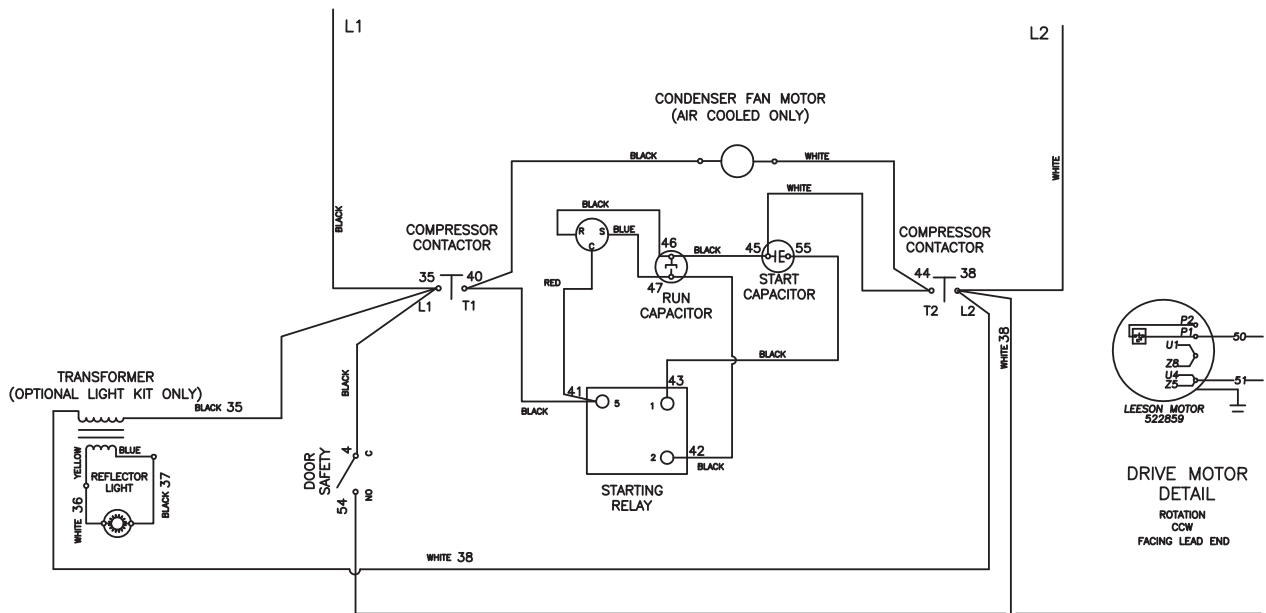 L1
L2
CONDENSER FAN MOTOR
(AIR COOLED ONLY)
BLACK
WHITE
WHITE
WHITE
BLACK
BLACK
COMPRESSOR
CONTACTOR
R
S
C
BLUE
46
BLACK
45
55
COMPRESSOR
CONTACTOR
35
40
L1
T1
RED
47
RUN
CAPACITOR
START
CAPACITOR
44
38
T2
L2
WHITE 38
P2
P1
50
U1
Z8
U4
Z5
51
LEESON MOTOR
522859
TRANSFORMER
(OPTIONAL LIGHT KIT ONLY)
BLACK 35
BLACK
BLACK
41
5
43
1
BLACK
2
42
BLACK
YELLOW
BLUE
REFLECTOR
LIGHT
WHITE 36
BLACK 37
DOOR
SAFETY
4
C
54
NO
STARTING
RELAY
DRIVE MOTOR
DETAIL
ROTATION
CCW
FACING LEAD END
WHITE 38